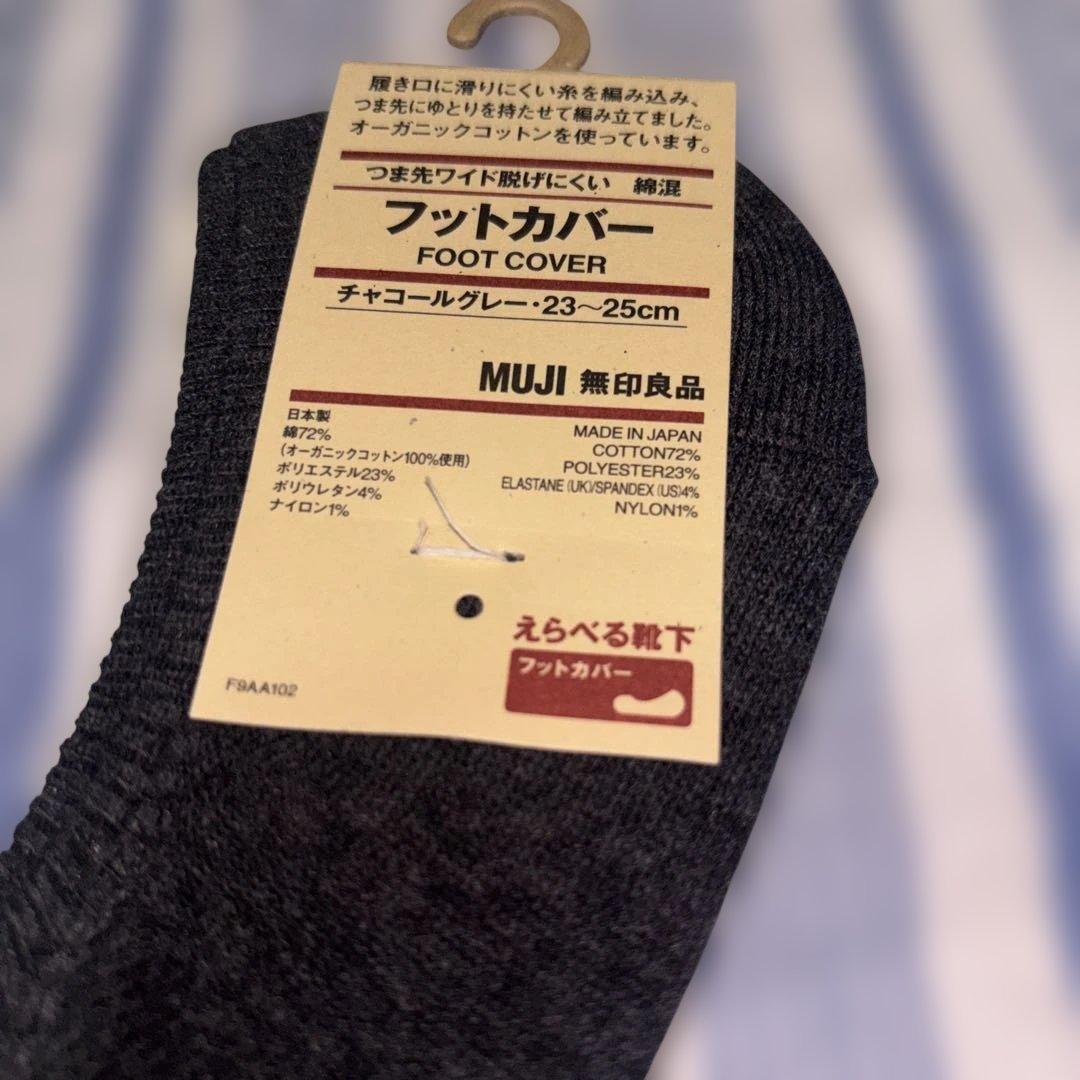 履き口に滑りにくい糸を編み込み、
つま先にゆとりを持たせて編み立てました。
オーガニックコットンを使っています。
つま先ワイド脱げにくい 綿混
フットカバー
FOOT COVER
チャコールグレー・23〜25cm
MUJI 無印良品
日本製
綿72%
(オーガニックコットン100%使用)
ポリエステル23%
ポリウレタン4%
ナイロン1%
MADE IN JAPAN
COTTON72%
POLYESTER23%
ELASTANE (UK)/SPANDEX (US)4%
NYLON1%
えらべる靴下
フットカバー
F9AA102